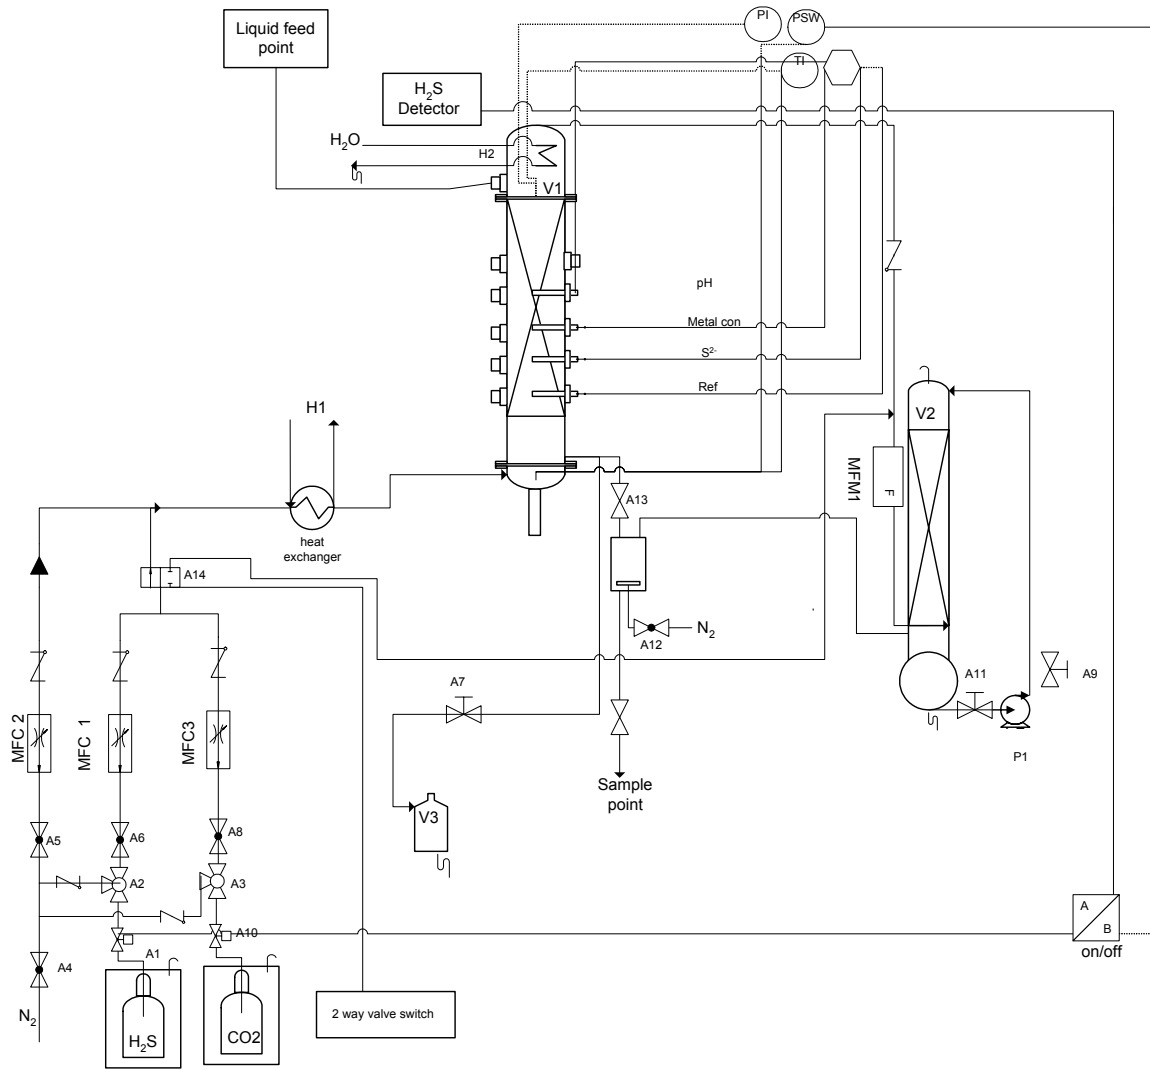 PI
PSW
Liquid feed
point
TI
H₂S
Detector
H₂O
H2
V1
pH
Metal con
S²⁻
Ref
H1
V2
MFM1
F
A13
heat
exchanger
A14
N₂
A12
A7
A11
A9
P1
MFC 2
MFC 1
MFC3
Sample
point
V3
A5
A6
A8
A2
A3
A
B
on/off
A10
A1
A4
N₂
H₂S
CO2
2 way valve switch